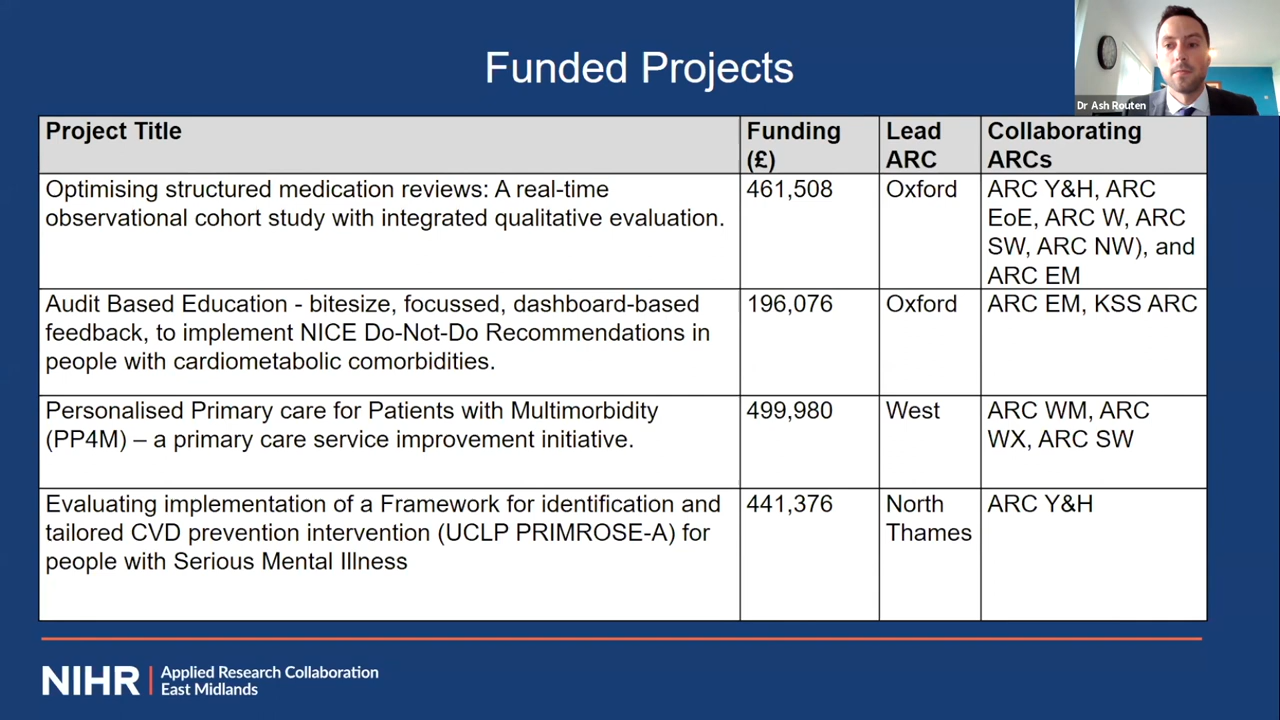 Funded Projects
Dr Ash Routen
Project Title
Funding
(£)
Lead
ARC
Collaborating
ARCs
Optimising structured medication reviews: A real-time
observational cohort study with integrated qualitative evaluation.
461,508
Oxford
ARC Y&H, ARC
EoE, ARC W, ARC
SW, ARC NW), and
ARC EM
Audit Based Education - bitesize, focussed, dashboard-based
feedback, to implement NICE Do-Not-Do Recommendations in
people with cardiometabolic comorbidities.
196,076
Oxford
ARC EM, KSS ARC
Personalised Primary care for Patients with Multimorbidity
(PP4M) – a primary care service improvement initiative.
499,980
West
ARC WM, ARC
WX, ARC SW
Evaluating implementation of a Framework for identification and
tailored CVD prevention intervention (UCLP PRIMROSE-A) for
people with Serious Mental Illness
441,376
North
Thames
ARC Y&H
NIHR
Applied Research Collaboration
East Midlands